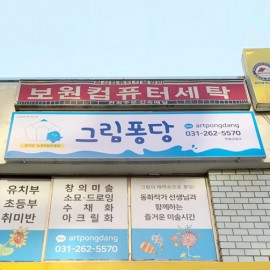 보원컴퓨터세탁
artpongdang
031-262-5570
그림퐁당
유치부
초등부
취미반
창의미술
소묘·드로잉
수채화
아크릴화
artpongdang
031-262-5570
동화작가 선생님과
함께하는
즐거운 미술시간